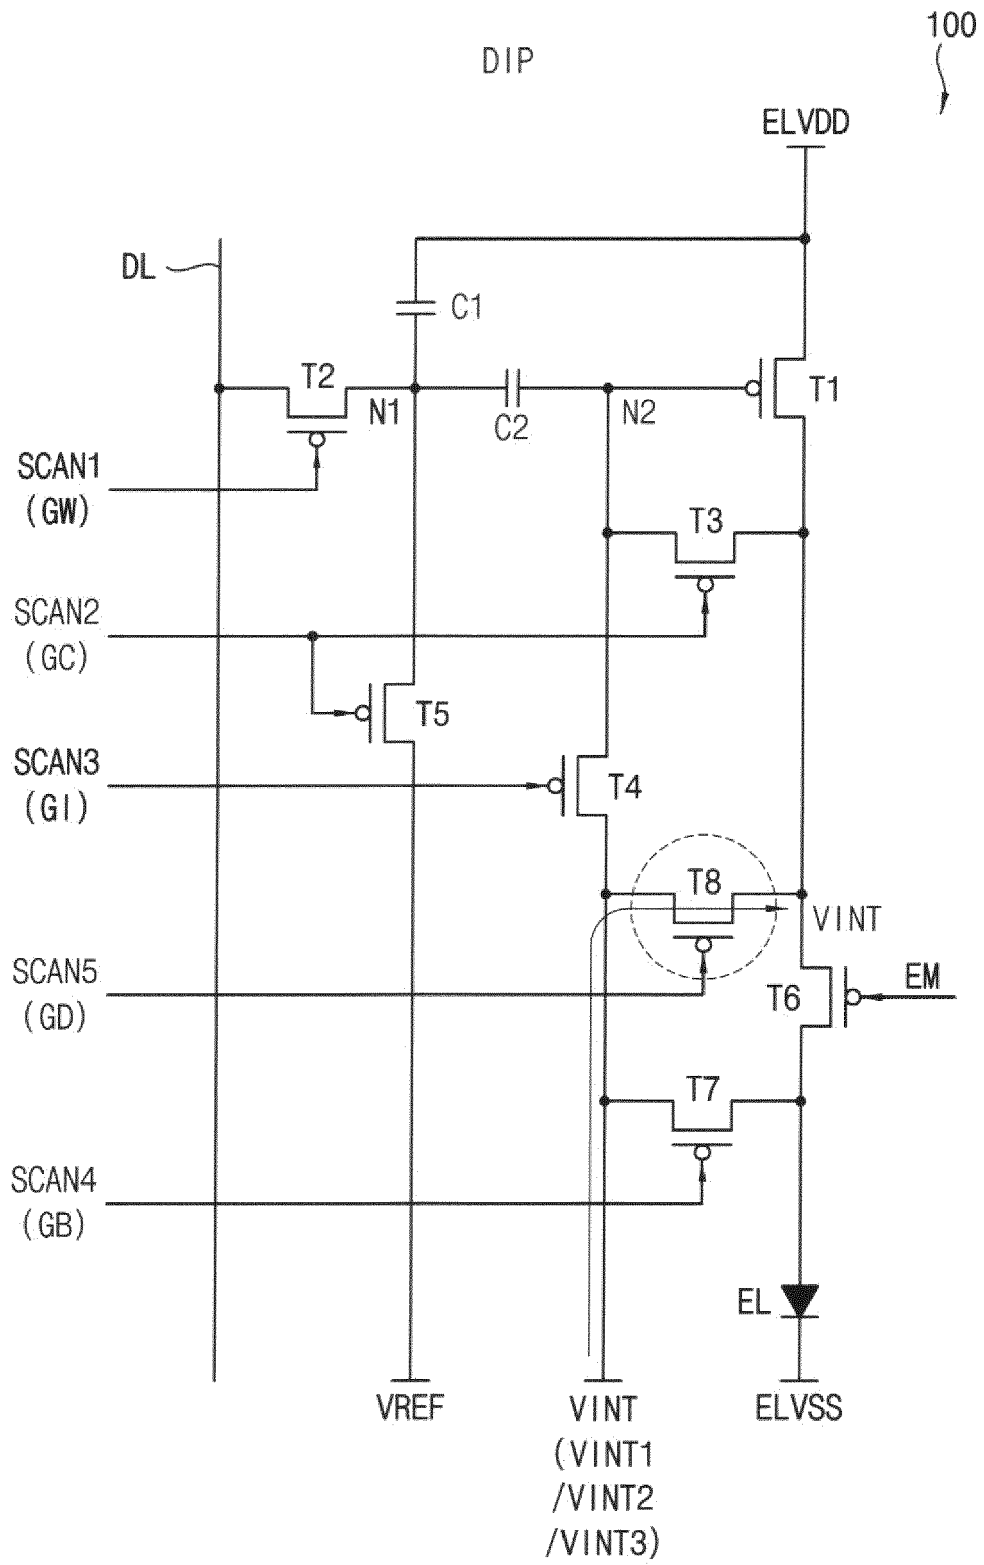 100
DIP
ELVDD
DL
C1
T2
T1
N1
C2
N2
SCAN1
(GW)
T3
SCAN2
(GC)
T5
SCAN3
(GI)
T4
T8
VINT
SCAN5
(GD)
T6
EM
T7
SCAN4
(GB)
EL
VREF
VINT
(VINT1
/VINT2
/VINT3)
ELVSS